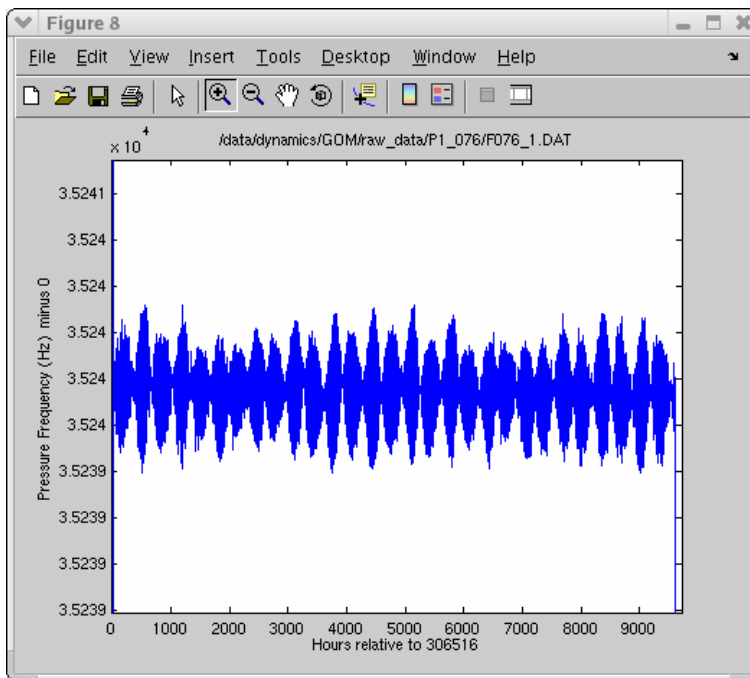 Figure 8
File Edit View Insert Tools Desktop Window Help
x 10 4
/data/dynamics/GOM/raw_data/P1_076/F076_1.DAT
3.5241
3.524
3.524
3.524
3.524
3.524
3.5239
3.5239
3.5239
3.5239
Pressure Frequency (Hz) minus 0
0 1000 2000 3000 4000 5000 6000 7000 8000 9000
Hours relative to 306516